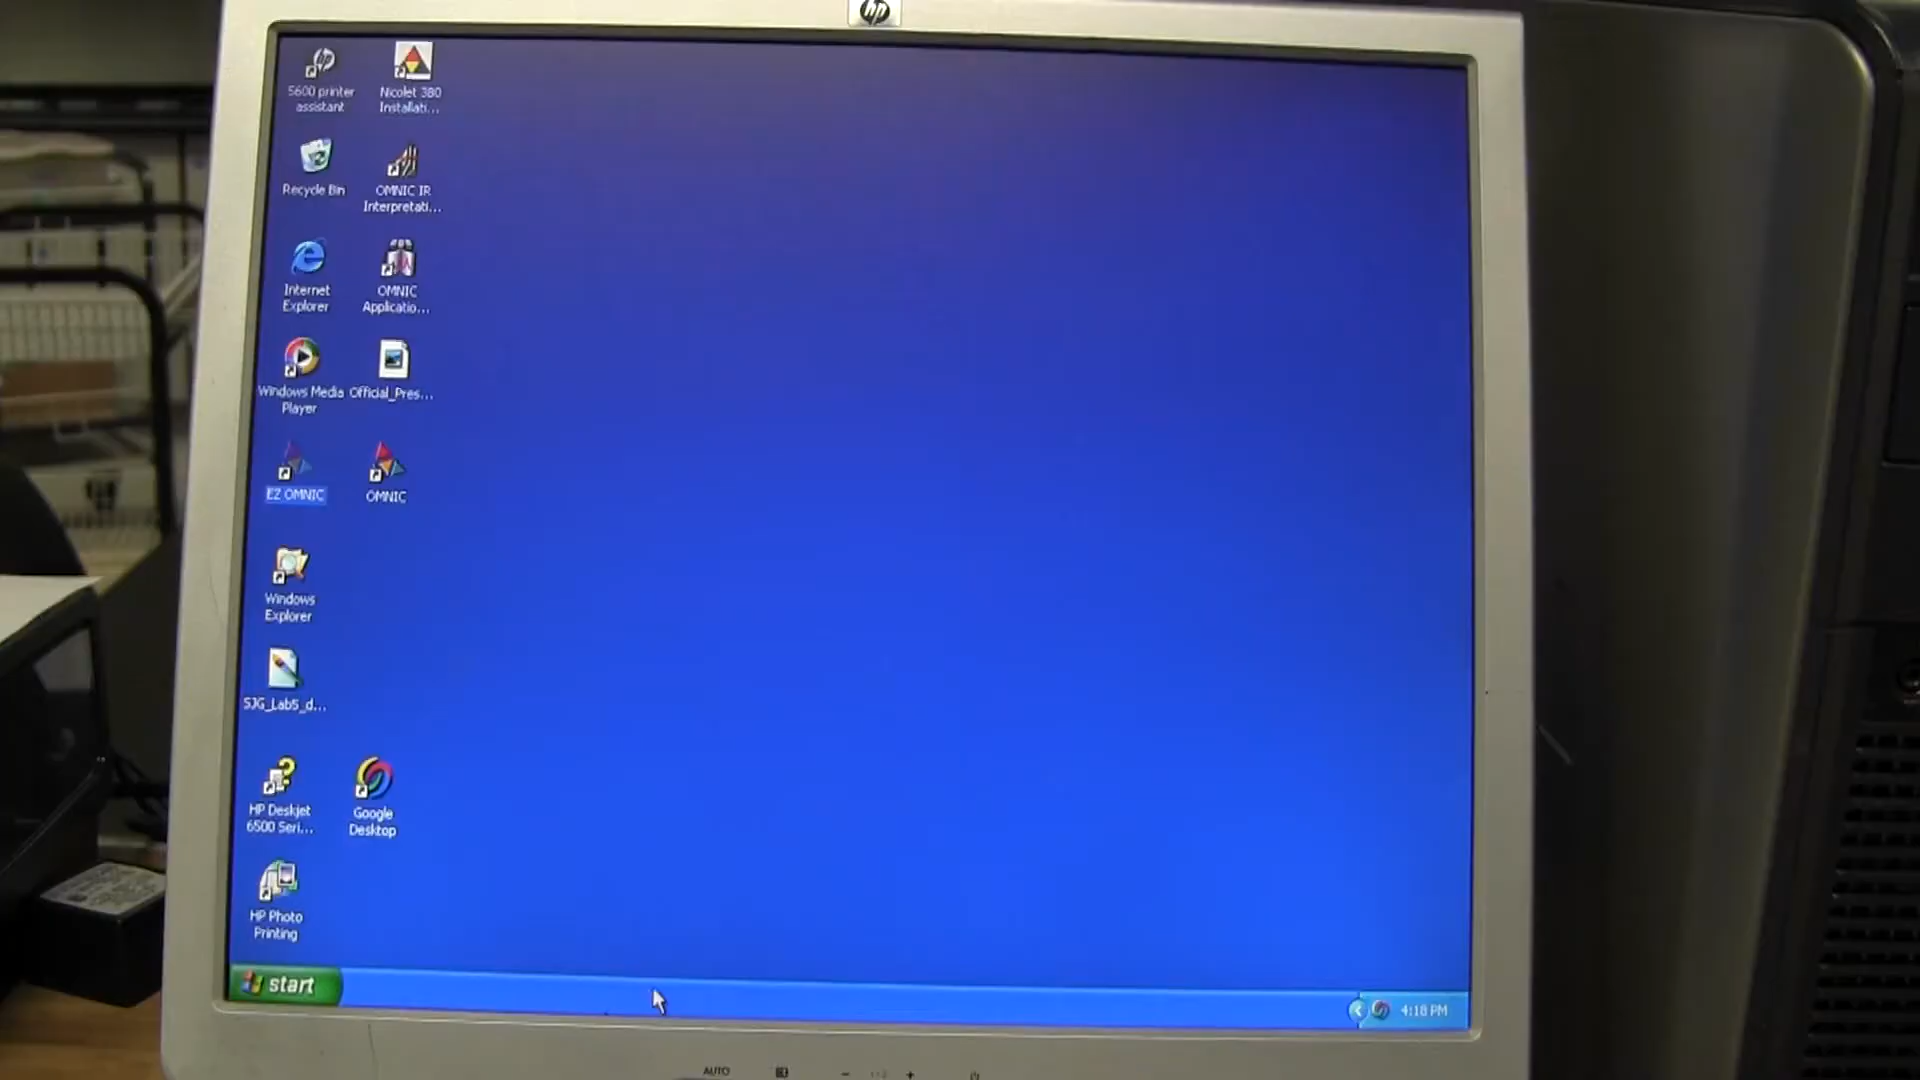 hp
5600 printer
assistant
Nicolet 380
Installati...
Recycle Bin
OMNIC IR
Interpretati...
Internet
Explorer
OMNIC
Applicatio...
Windows Media
Player
Official_Pres...
EZ OMNIC
OMNIC
Windows
Explorer
SJG_Lab5_d...
HP Deskjet
6500 Seri...
Google
Desktop
HP Photo
Printing
start
4:18 PM
AUTO
- +